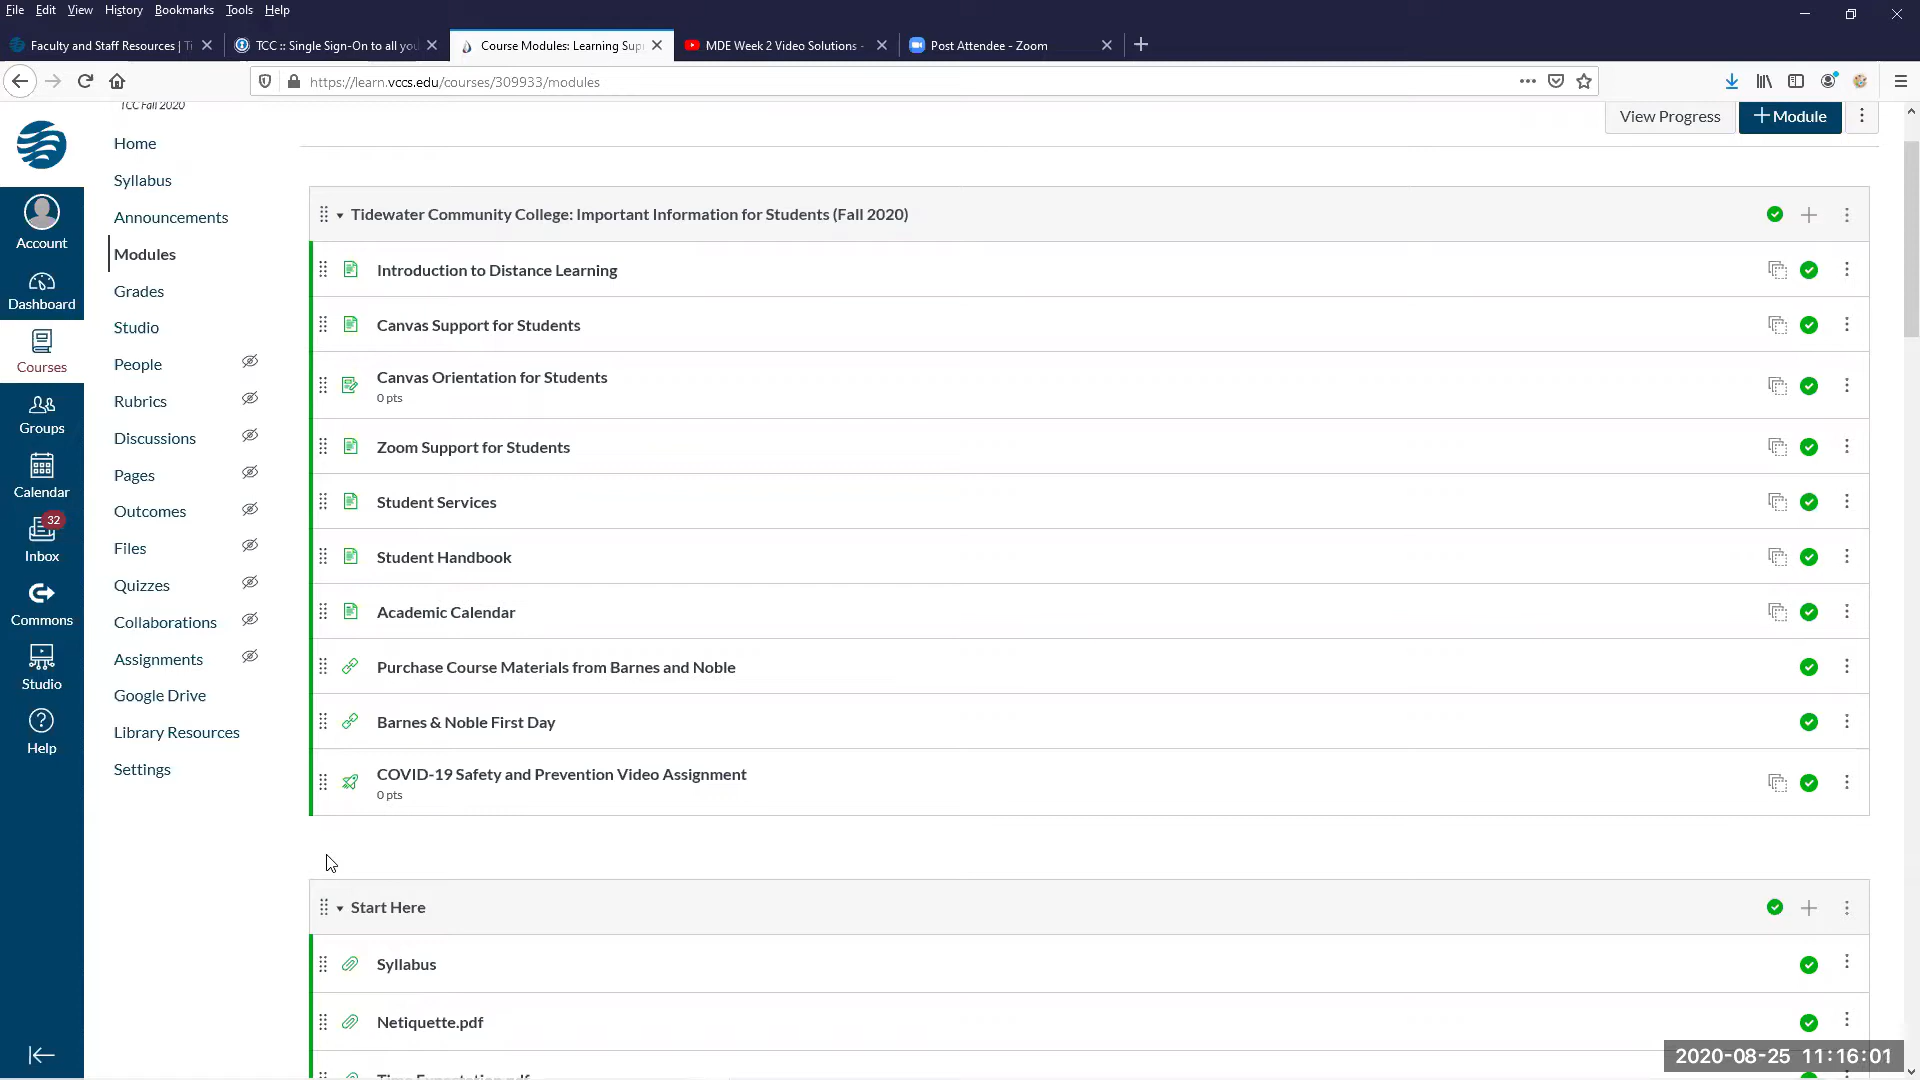 File Edit View History Bookmarks Tools Help
Faculty and Staff Resources | Ti
TCC :: Single Sign-On to all you
Course Modules: Learning Sup
MDE Week 2 Video Solutions -
Post Attendee - Zoom
https://learn.vccs.edu/courses/309933/modules
TCC Fall 2020
Home
Syllabus
Announcements
Modules
Grades
Studio
People
Rubrics
Discussions
Pages
Outcomes
Files
Quizzes
Collaborations
Assignments
Google Drive
Library Resources
Settings
Account
Dashboard
Courses
Groups
Calendar
32
Inbox
Commons
Studio
Help
View Progress
+ Module
Tidewater Community College: Important Information for Students (Fall 2020)
Introduction to Distance Learning
Canvas Support for Students
Canvas Orientation for Students
0 pts
Zoom Support for Students
Student Services
Student Handbook
Academic Calendar
Purchase Course Materials from Barnes and Noble
Barnes & Noble First Day
COVID-19 Safety and Prevention Video Assignment
0 pts
Start Here
Syllabus
Netiquette.pdf
Time Expectation.pdf
2020-08-25 11:16:01